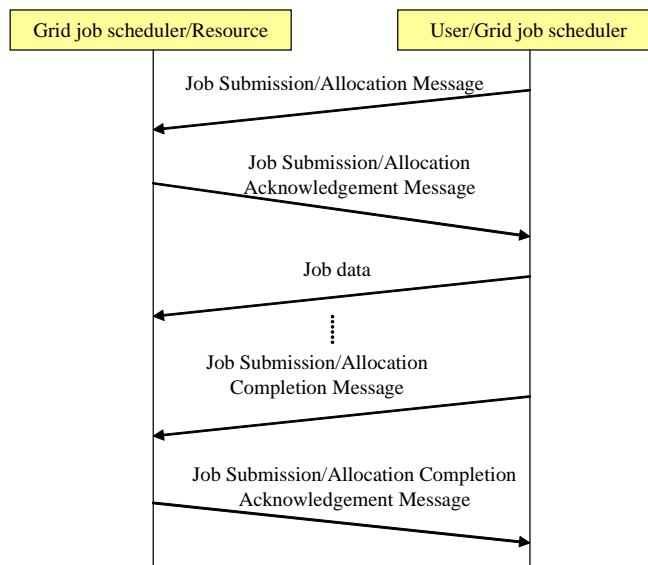 Grid job scheduler/Resource
User/Grid job scheduler
Job Submission/Allocation Message
Job Submission/Allocation
Acknowledgement Message
Job data
Job Submission/Allocation
Completion Message
Job Submission/Allocation Completion
Acknowledgement Message